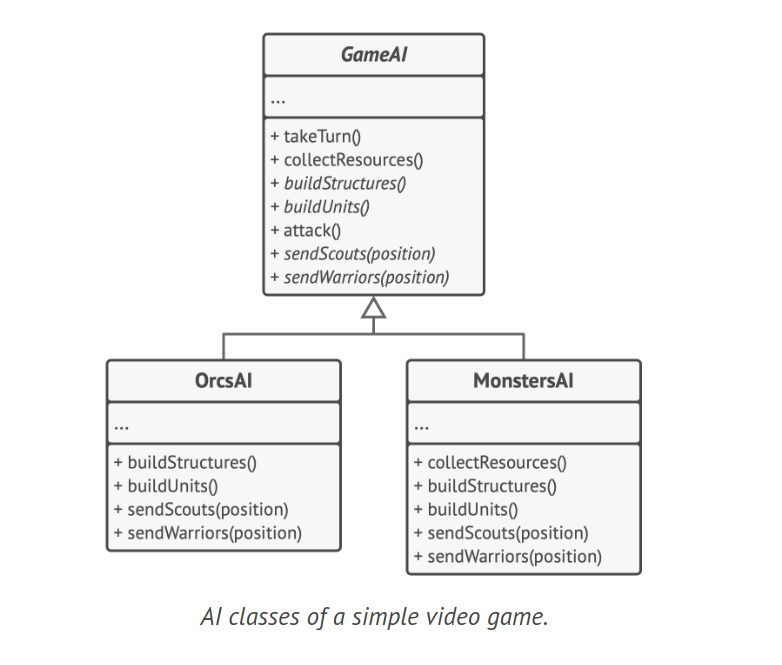 GameAI
...
+ takeTurn()
+ collectResources()
+ buildStructures()
+ buildUnits()
+ attack()
+ sendScouts(position)
+ sendWarriors(position)
OrcsAI
...
+ buildStructures()
+ buildUnits()
+ sendScouts(position)
+ sendWarriors(position)
MonstersAI
...
+ collectResources()
+ buildStructures()
+ buildUnits()
+ sendScouts(position)
+ sendWarriors(position)
AI classes of a simple video game.